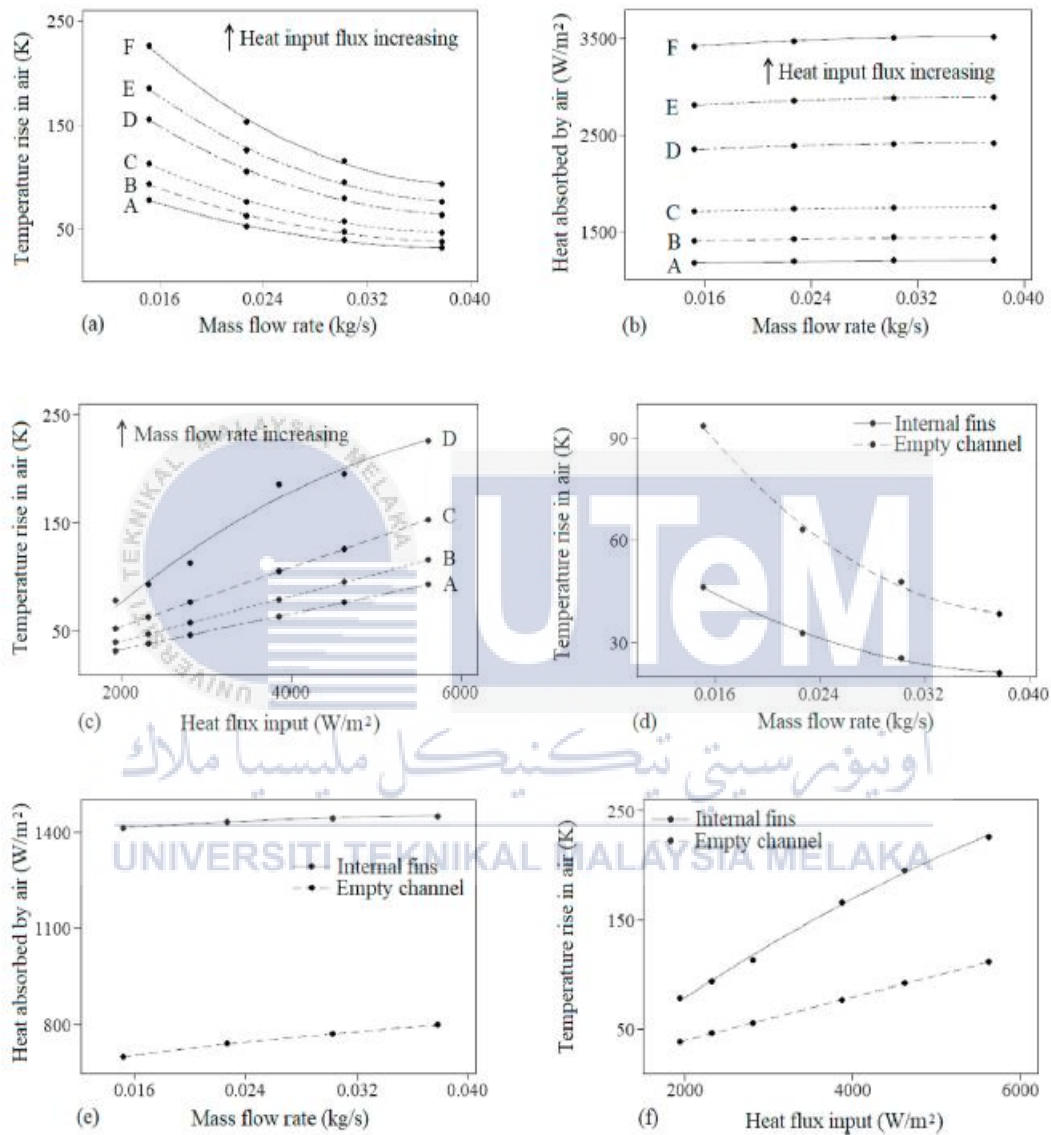 250
150
50
Temperature rise in air (K)
↑ Heat input flux increasing
F
E
D
C
B
A
0.016 0.024 0.032 0.040
(a) Mass flow rate (kg/s)
3500
2500
1500
Heat absorbed by air (W/m²)
↑ Heat input flux increasing
F
E
D
C
B
A
0.016 0.024 0.032 0.040
(b) Mass flow rate (kg/s)
250
150
50
Temperature rise in air (K)
↑ Mass flow rate increasing
D
C
B
A
2000 4000 6000
(c) Heat flux input (W/m²)
90
60
30
Temperature rise in air (K)
Internal fins
Empty channel
0.016 0.024 0.032 0.040
(d) Mass flow rate (kg/s)
UNIVERSITI TEKNIKAL MALAYSIA MELAKA
UTeM
اونيۏرسيتي تيكنيكل مليسيا ملاك
UNIVERSITI TEKNIKAL MALAYSIA MELAKA
1400
1100
800
Heat absorbed by air (W/m²)
Internal fins
Empty channel
0.016 0.024 0.032 0.040
(e) Mass flow rate (kg/s)
250
150
50
Temperature rise in air (K)
Internal fins
Empty channel
2000 4000 6000
(f) Heat flux input (W/m²)